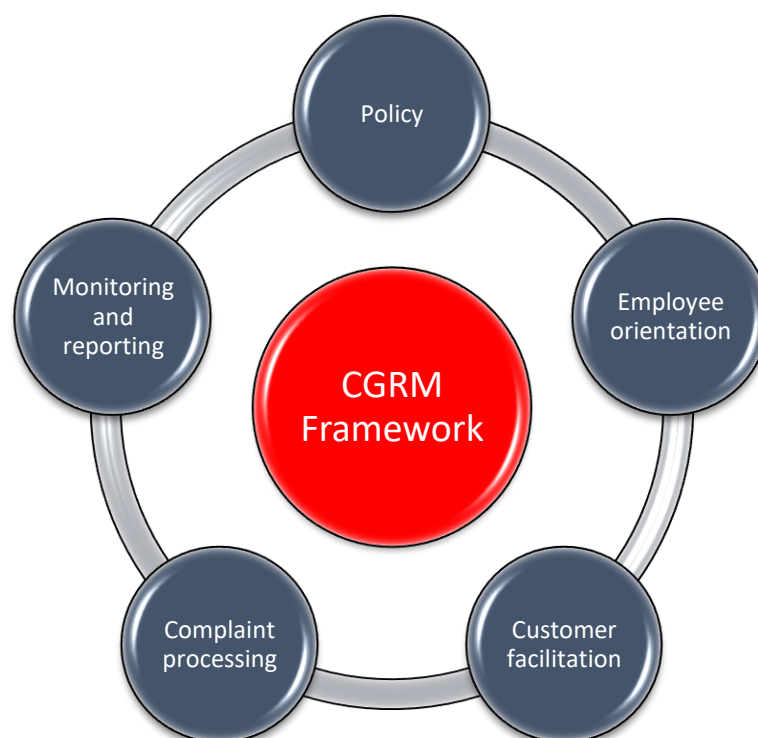 Policy
Employee
orientation
Customer
facilitation
Complaint
processing
Monitoring
and
reporting
CGRM
Framework